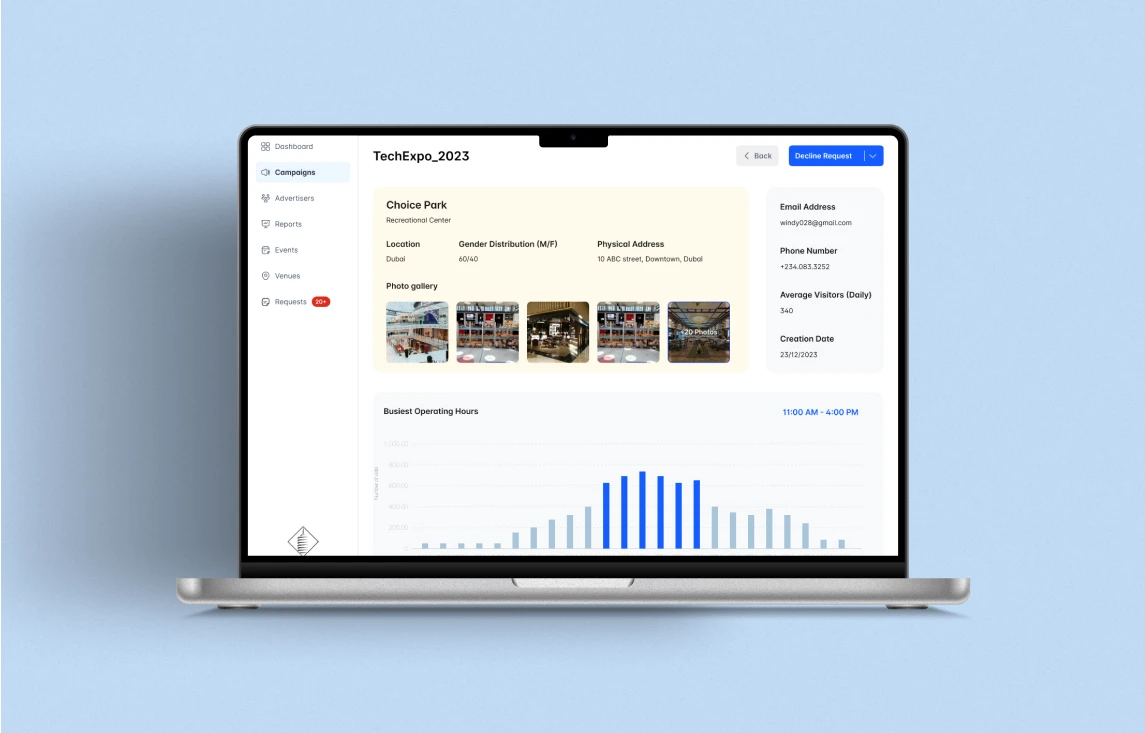 Dashboard
Campaigns
Advertisers
Reports
Events
Venues
Requests 20+
TechExpo_2023
Back
Decline Request
Choice Park
Recreational Center
Location
Dubai
Gender Distribution (M/F)
60/40
Physical Address
10 ABC street, Downtown, Dubai
Photo gallery
+20 Photos
Email Address
windy028@gmail.com
Phone Number
+234.083.3252
Average Visitors (Daily)
340
Creation Date
23/12/2023
Busiest Operating Hours
11:00 AM - 4:00 PM
1,000.00
800.00
600.00
400.00
200.00
0